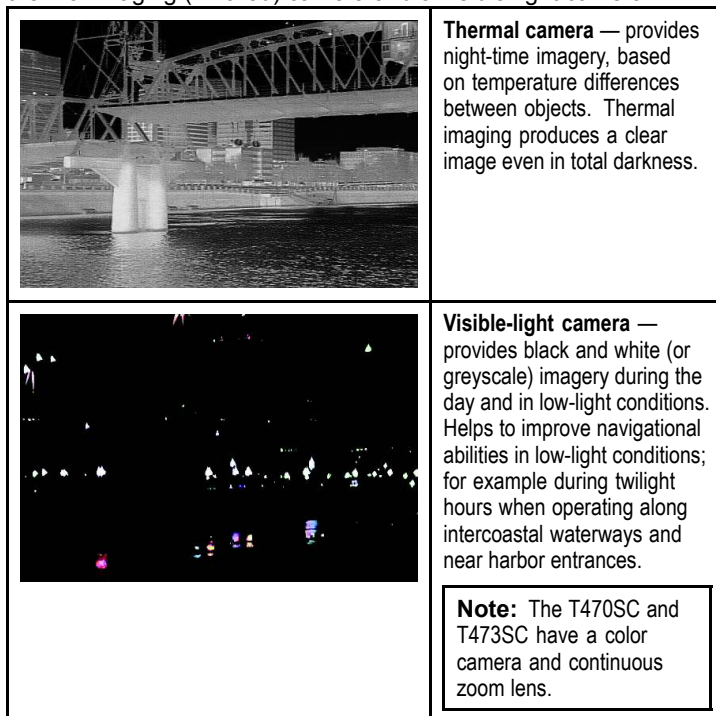 Thermal camera — provides
night-time imagery, based
on temperature differences
between objects. Thermal
imaging produces a clear
image even in total darkness.
Visible-light camera —
provides black and white (or
greyscale) imagery during the
day and in low-light conditions.
Helps to improve navigational
abilities in low-light conditions;
for example during twilight
hours when operating along
intercoastal waterways and
near harbor entrances.
Note: The T470SC and
T473SC have a color
camera and continuous
zoom lens.